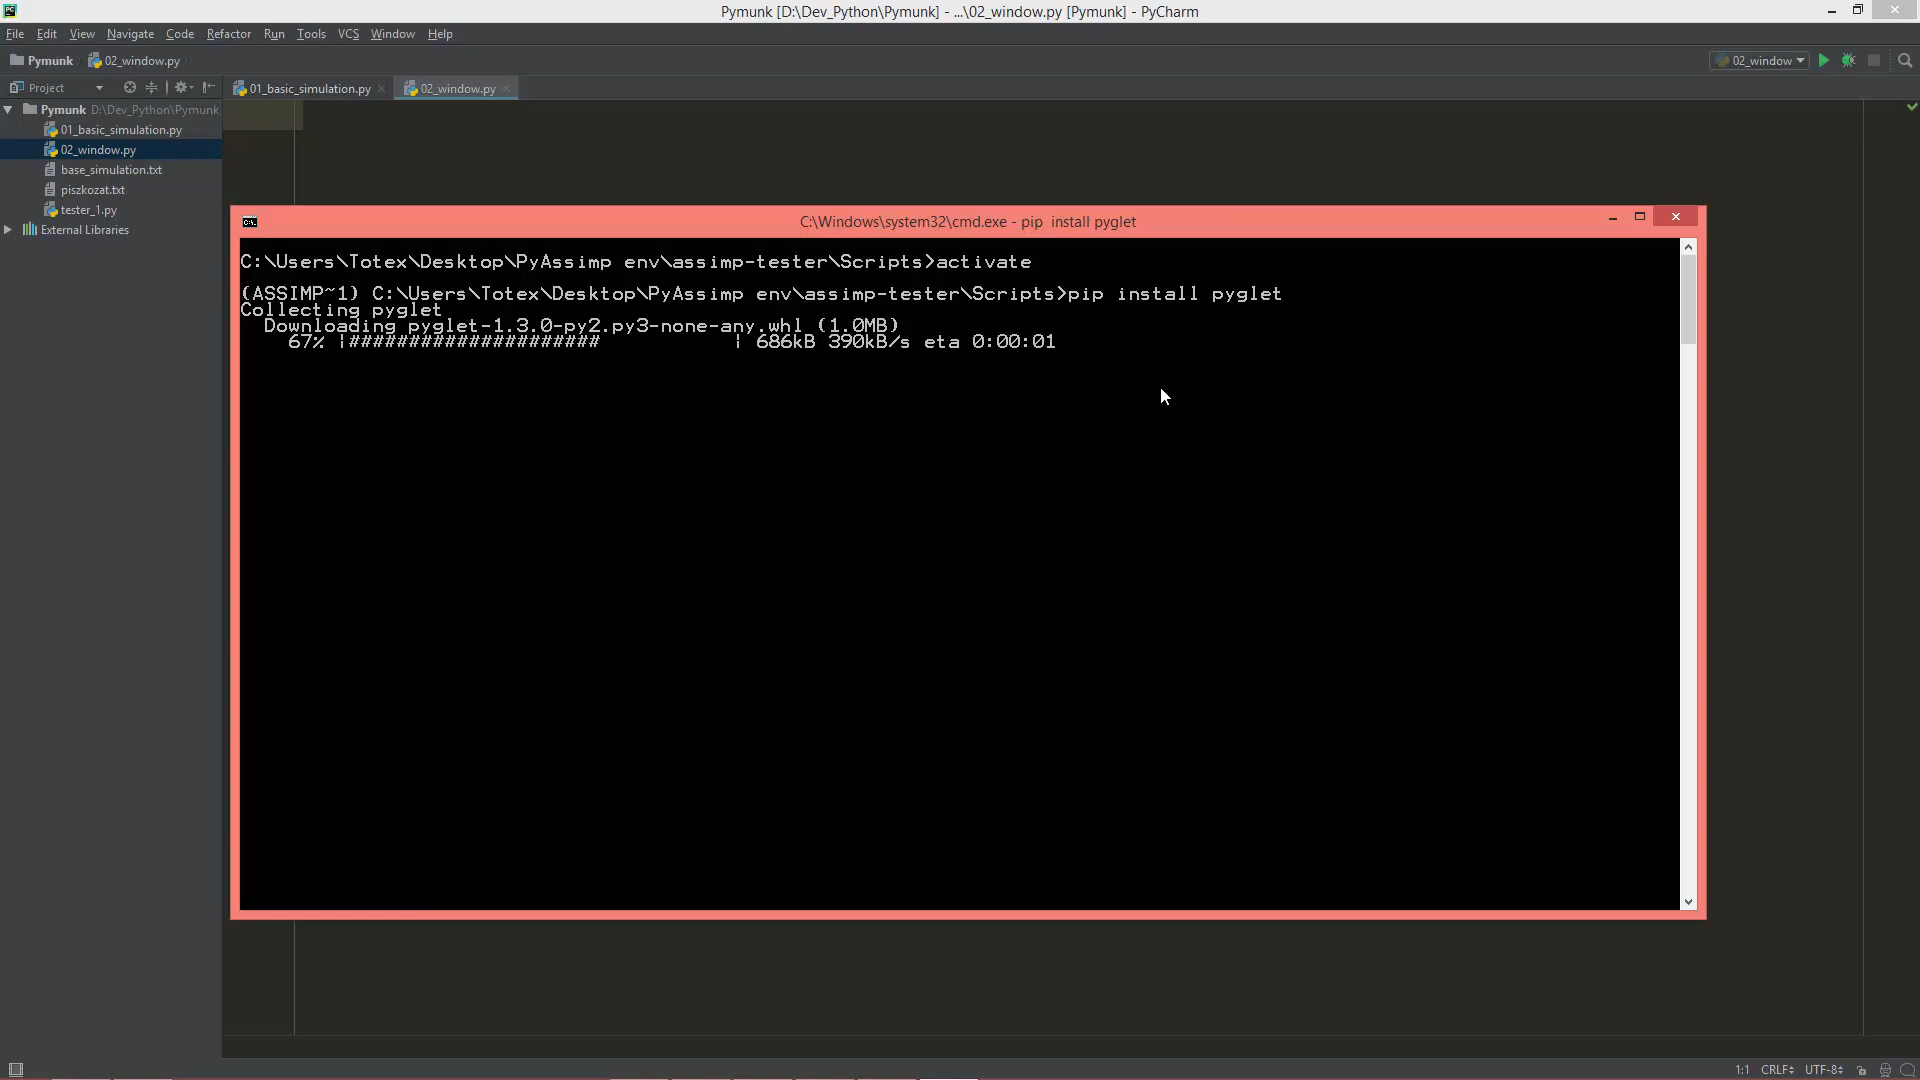 Pymunk [D:\Dev_Python\Pymunk] - ...\02_window.py [Pymunk] - PyCharm
File Edit View Navigate Code Refactor Run Tools VCS Window Help
Pymunk 02_window.py
02_window
Project
01_basic_simulation.py
02_window.py
Pymunk D:\Dev_Python\Pymunk
01_basic_simulation.py
02_window.py
base_simulation.txt
piszkozat.txt
tester_1.py
External Libraries
C:\Windows\system32\cmd.exe - pip  install pyglet
C:\Users\Totex\Desktop\PyAssimp env\assimp-tester\Scripts>activate
(ASSIMP~1) C:\Users\Totex\Desktop\PyAssimp env\assimp-tester\Scripts>pip install pyglet
Collecting pyglet
Downloading pyglet-1.3.0-py2.py3-none-any.whl (1.0MB)
67% |##################### | 686kB 390kB/s eta 0:00:01
1:1 CRLF UTF-8